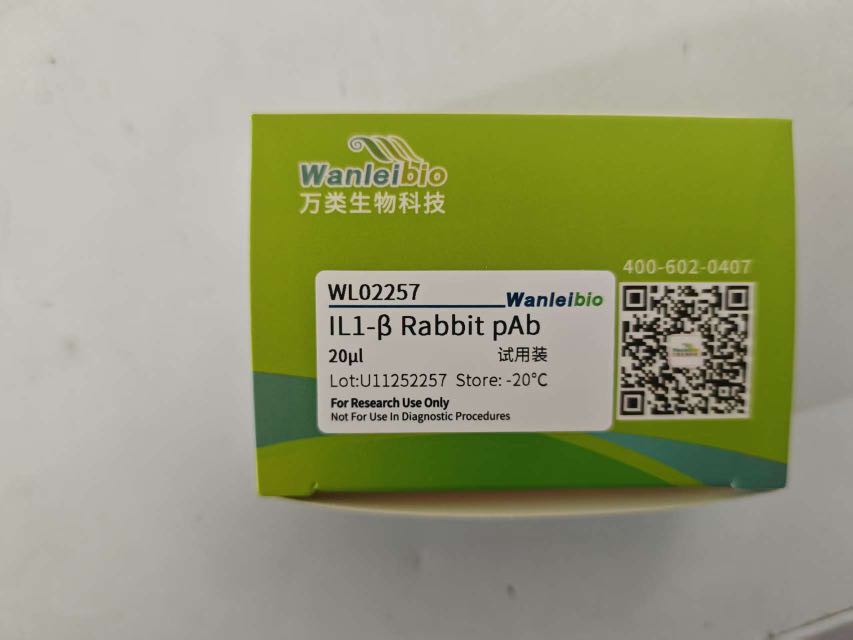 Wanleibio
万类生物科技
400-602-0407
WL02257
Wanleibio
IL1-β Rabbit pAb
20μl 试用装
Lot:U11252257 Store: -20°C
For Research Use Only
Not For Use In Diagnostic Procedures